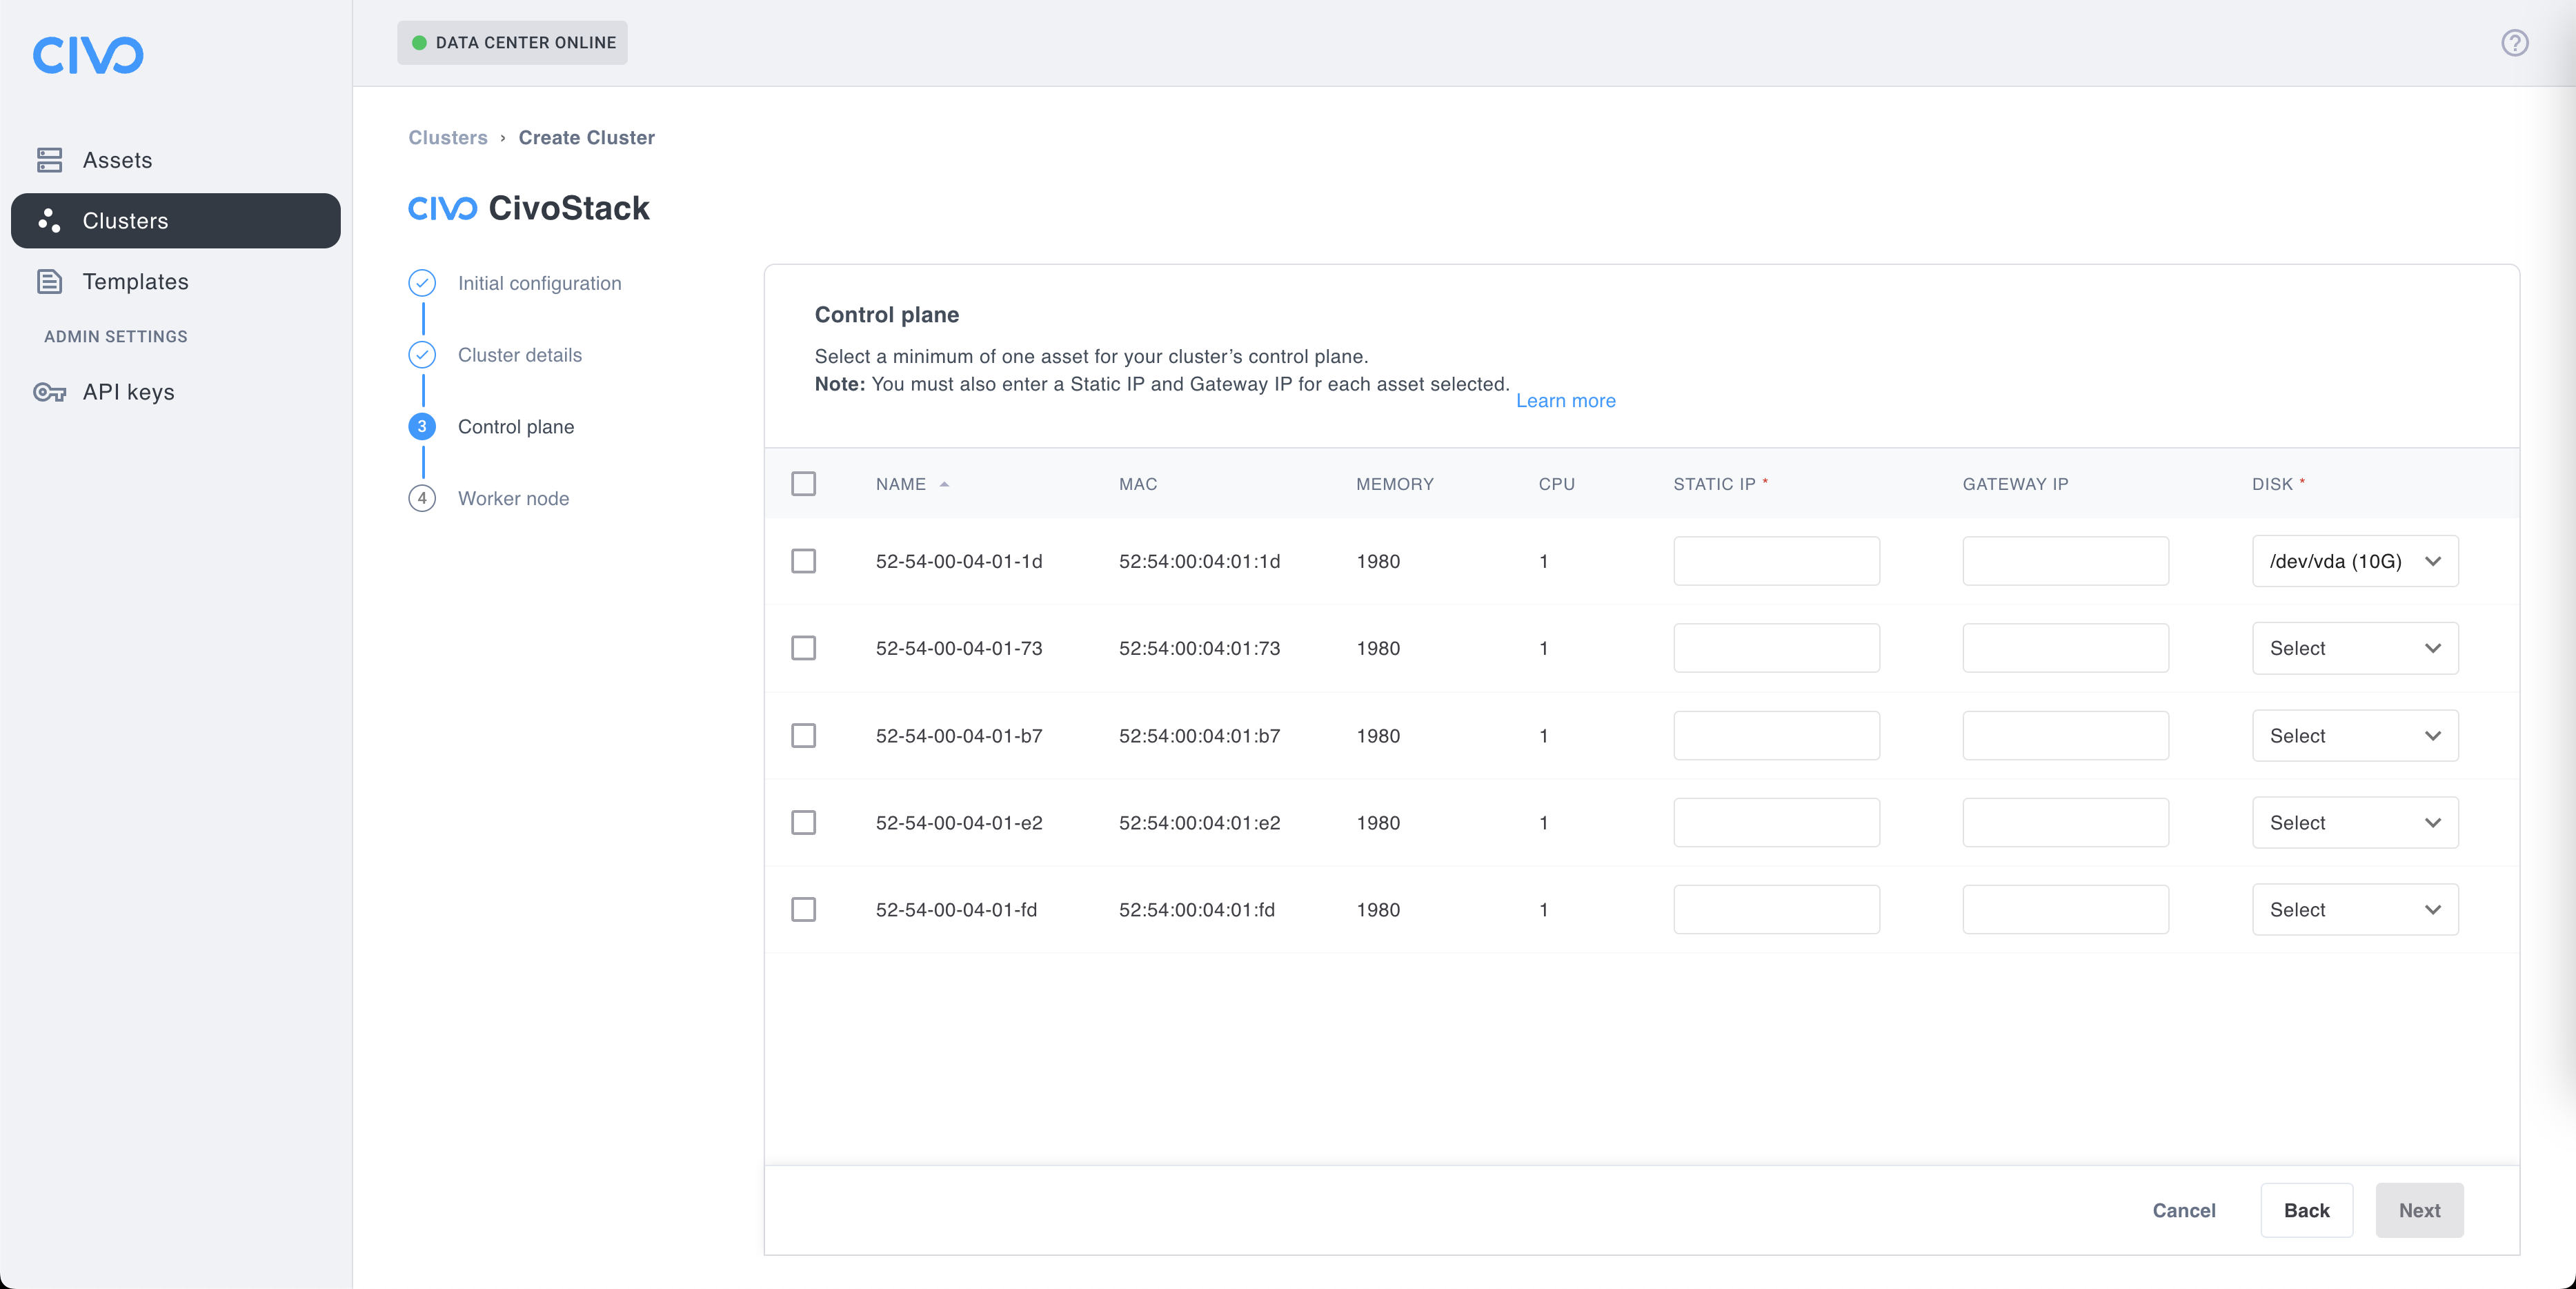 CIVO
DATA CENTER ONLINE
Assets
Clusters
Templates
ADMIN SETTINGS
API keys
Clusters › Create Cluster
CIVO CivoStack
Initial configuration
Cluster details
3 Control plane
4 Worker node
Control plane
Select a minimum of one asset for your cluster’s control plane.
Note: You must also enter a Static IP and Gateway IP for each asset selected.
Learn more
NAME MAC MEMORY CPU STATIC IP * GATEWAY IP DISK *
52-54-00-04-01-1d 52:54:00:04:01:1d 1980 1 /dev/vda (10G)
52-54-00-04-01-73 52:54:00:04:01:73 1980 1 Select
52-54-00-04-01-b7 52:54:00:04:01:b7 1980 1 Select
52-54-00-04-01-e2 52:54:00:04:01:e2 1980 1 Select
52-54-00-04-01-fd 52:54:00:04:01:fd 1980 1 Select
Cancel Back Next